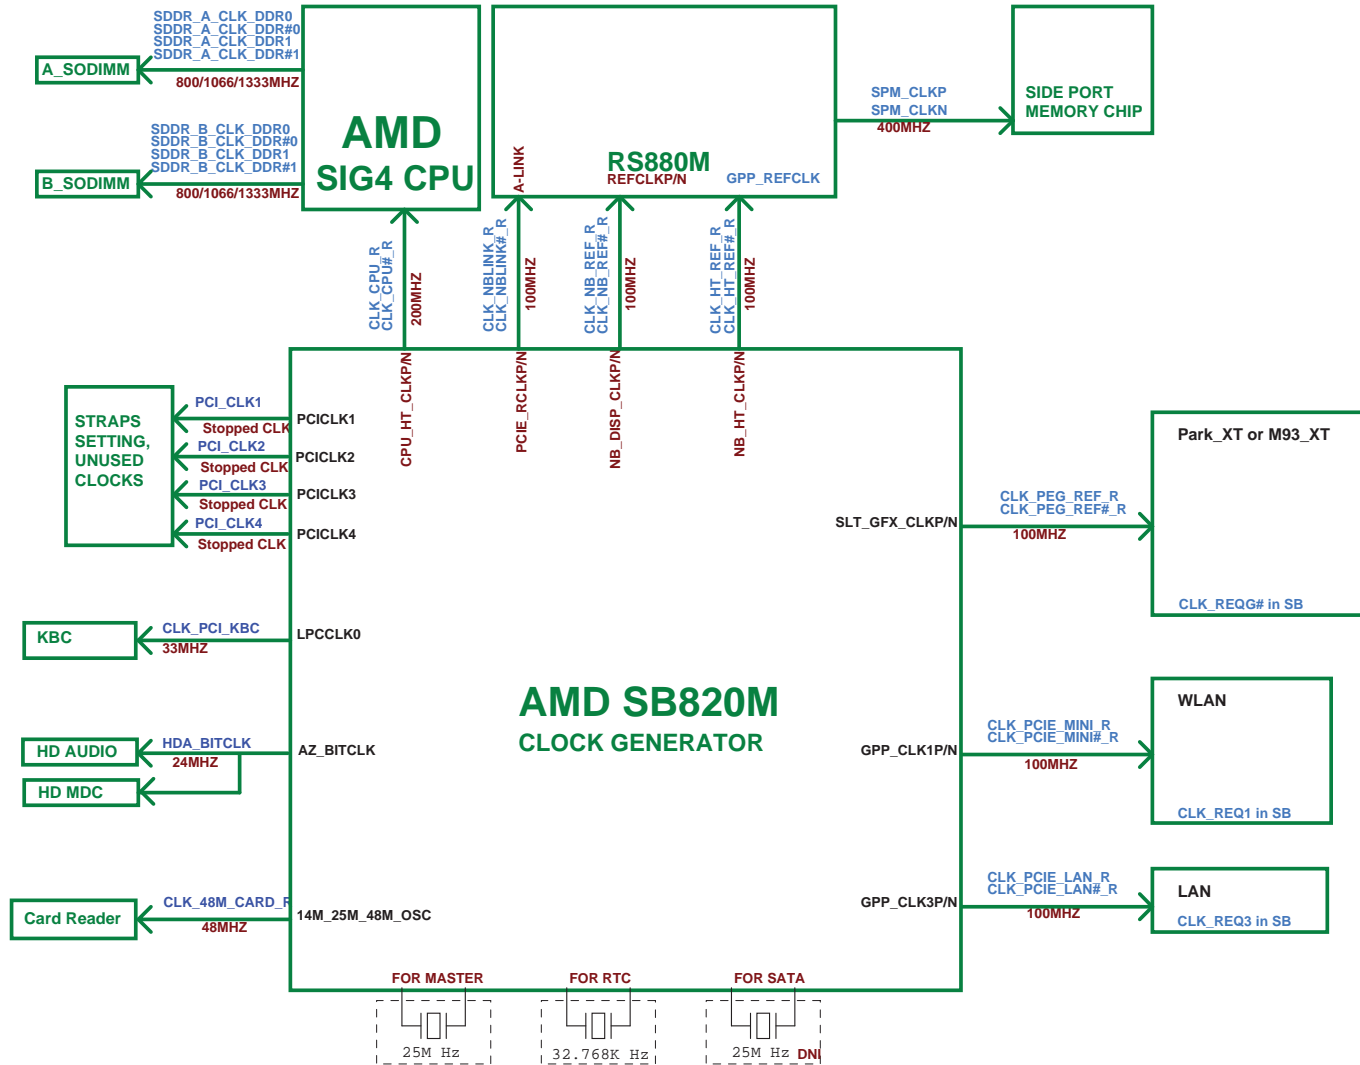 SDDR_A_CLK_DDR0
SDDR_A_CLK_DDR#0
SDDR_A_CLK_DDR1
SDDR_A_CLK_DDR#1
A_SODIMM
800/1066/1333MHZ
SDDR_B_CLK_DDR0
SDDR_B_CLK_DDR#0
SDDR_B_CLK_DDR1
SDDR_B_CLK_DDR#1
B_SODIMM
800/1066/1333MHZ
AMD
SIG4 CPU
RS880M
A-LINK
REFCLKP/N
GPP_REFCLK
SPM_CLKP
SPM_CLKN
400MHZ
SIDE PORT
MEMORY CHIP
CLK_CPU_R
CLK_CPU#_R
200MHZ
CLK_NBLINK_R
CLK_NBLINK#_R
100MHZ
CLK_NB_REF_R
CLK_NB_REF#_R
100MHZ
CLK_HT_REF_R
CLK_HT_REF#_R
100MHZ
CPU_HT_CLKP/N
PCIE_RCLKP/N
NB_DISP_CLKP/N
NB_HT_CLKP/N
STRAPS
SETTING,
UNUSED
CLOCKS
PCI_CLK1
Stopped CLK
PCICLK1
PCI_CLK2
Stopped CLK
PCICLK2
PCI_CLK3
Stopped CLK
PCICLK3
PCI_CLK4
Stopped CLK
PCICLK4
SLT_GFX_CLKP/N
CLK_PEG_REF_R
CLK_PEG_REF#_R
100MHZ
Park_XT or M93_XT
CLK_REQG# in SB
KBC
CLK_PCI_KBC
33MHZ
LPCCLK0
AMD SB820M
CLOCK GENERATOR
HD AUDIO
HDA_BITCLK
24MHZ
AZ_BITCLK
HD MDC
GPP_CLK1P/N
CLK_PCIE_MINI_R
CLK_PCIE_MINI#_R
100MHZ
WLAN
CLK_REQ1 in SB
Card Reader
CLK_48M_CARD_R
48MHZ
14M_25M_48M_OSC
GPP_CLK3P/N
CLK_PCIE_LAN_R
CLK_PCIE_LAN#_R
100MHZ
LAN
CLK_REQ3 in SB
FOR MASTER
FOR RTC
FOR SATA
25M Hz
32.768K Hz
25M Hz DNI